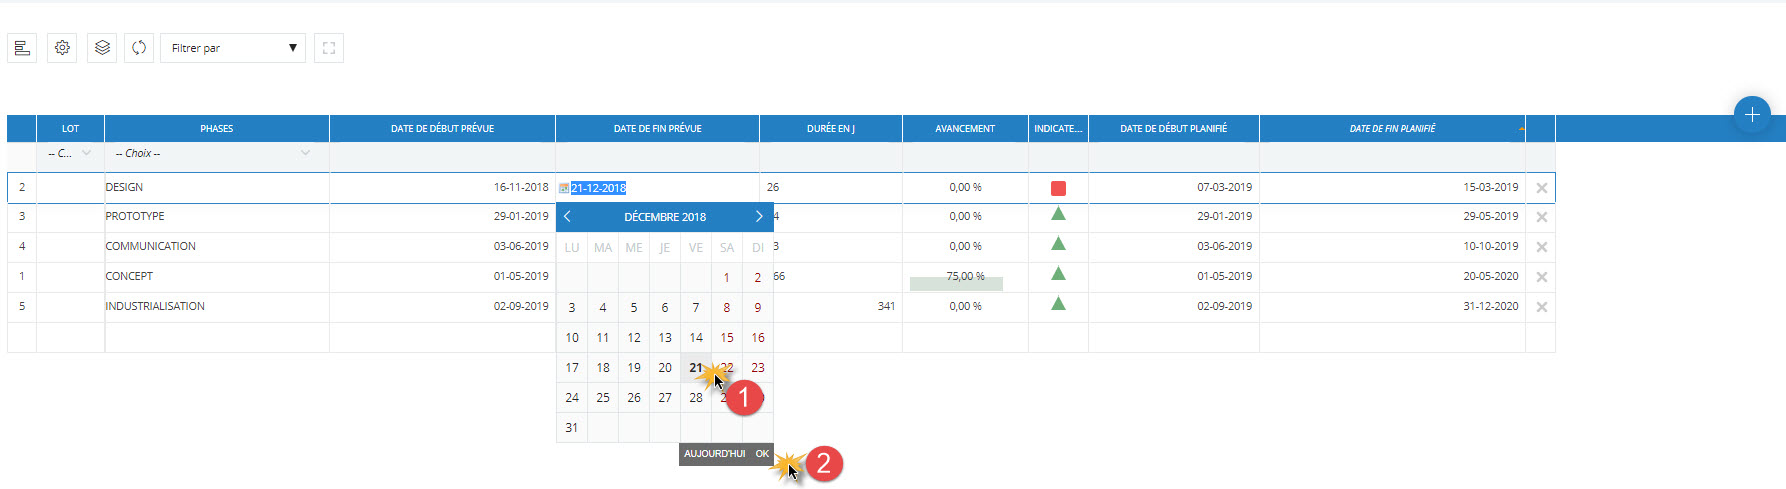 Filtrer par
LOT PHASES DATE DE DÉBUT PRÉVUE DATE DE FIN PRÉVUE DURÉE EN J AVANCEMENT INDICATE... DATE DE DÉBUT PLANIFIÉ DATE DE FIN PLANIFIÉ
-- C... -- Choix --
2 DESIGN 16-11-2018 21-12-2018 26 0,00 % 07-03-2019 15-03-2019
3 PROTOTYPE 29-01-2019 4 0,00 % 29-01-2019 29-05-2019
4 COMMUNICATION 03-06-2019 3 0,00 % 03-06-2019 10-10-2019
1 CONCEPT 01-05-2019 66 75,00 % 01-05-2019 20-05-2020
5 INDUSTRIALISATION 02-09-2019 341 0,00 % 02-09-2019 31-12-2020
DÉCEMBRE 2018
LU MA ME JE VE SA DI
1 2
3 4 5 6 7 8 9
10 11 12 13 14 15 16
17 18 19 20 21 22 23
24 25 26 27 28
31
1
AUJOURD'HUI OK
2